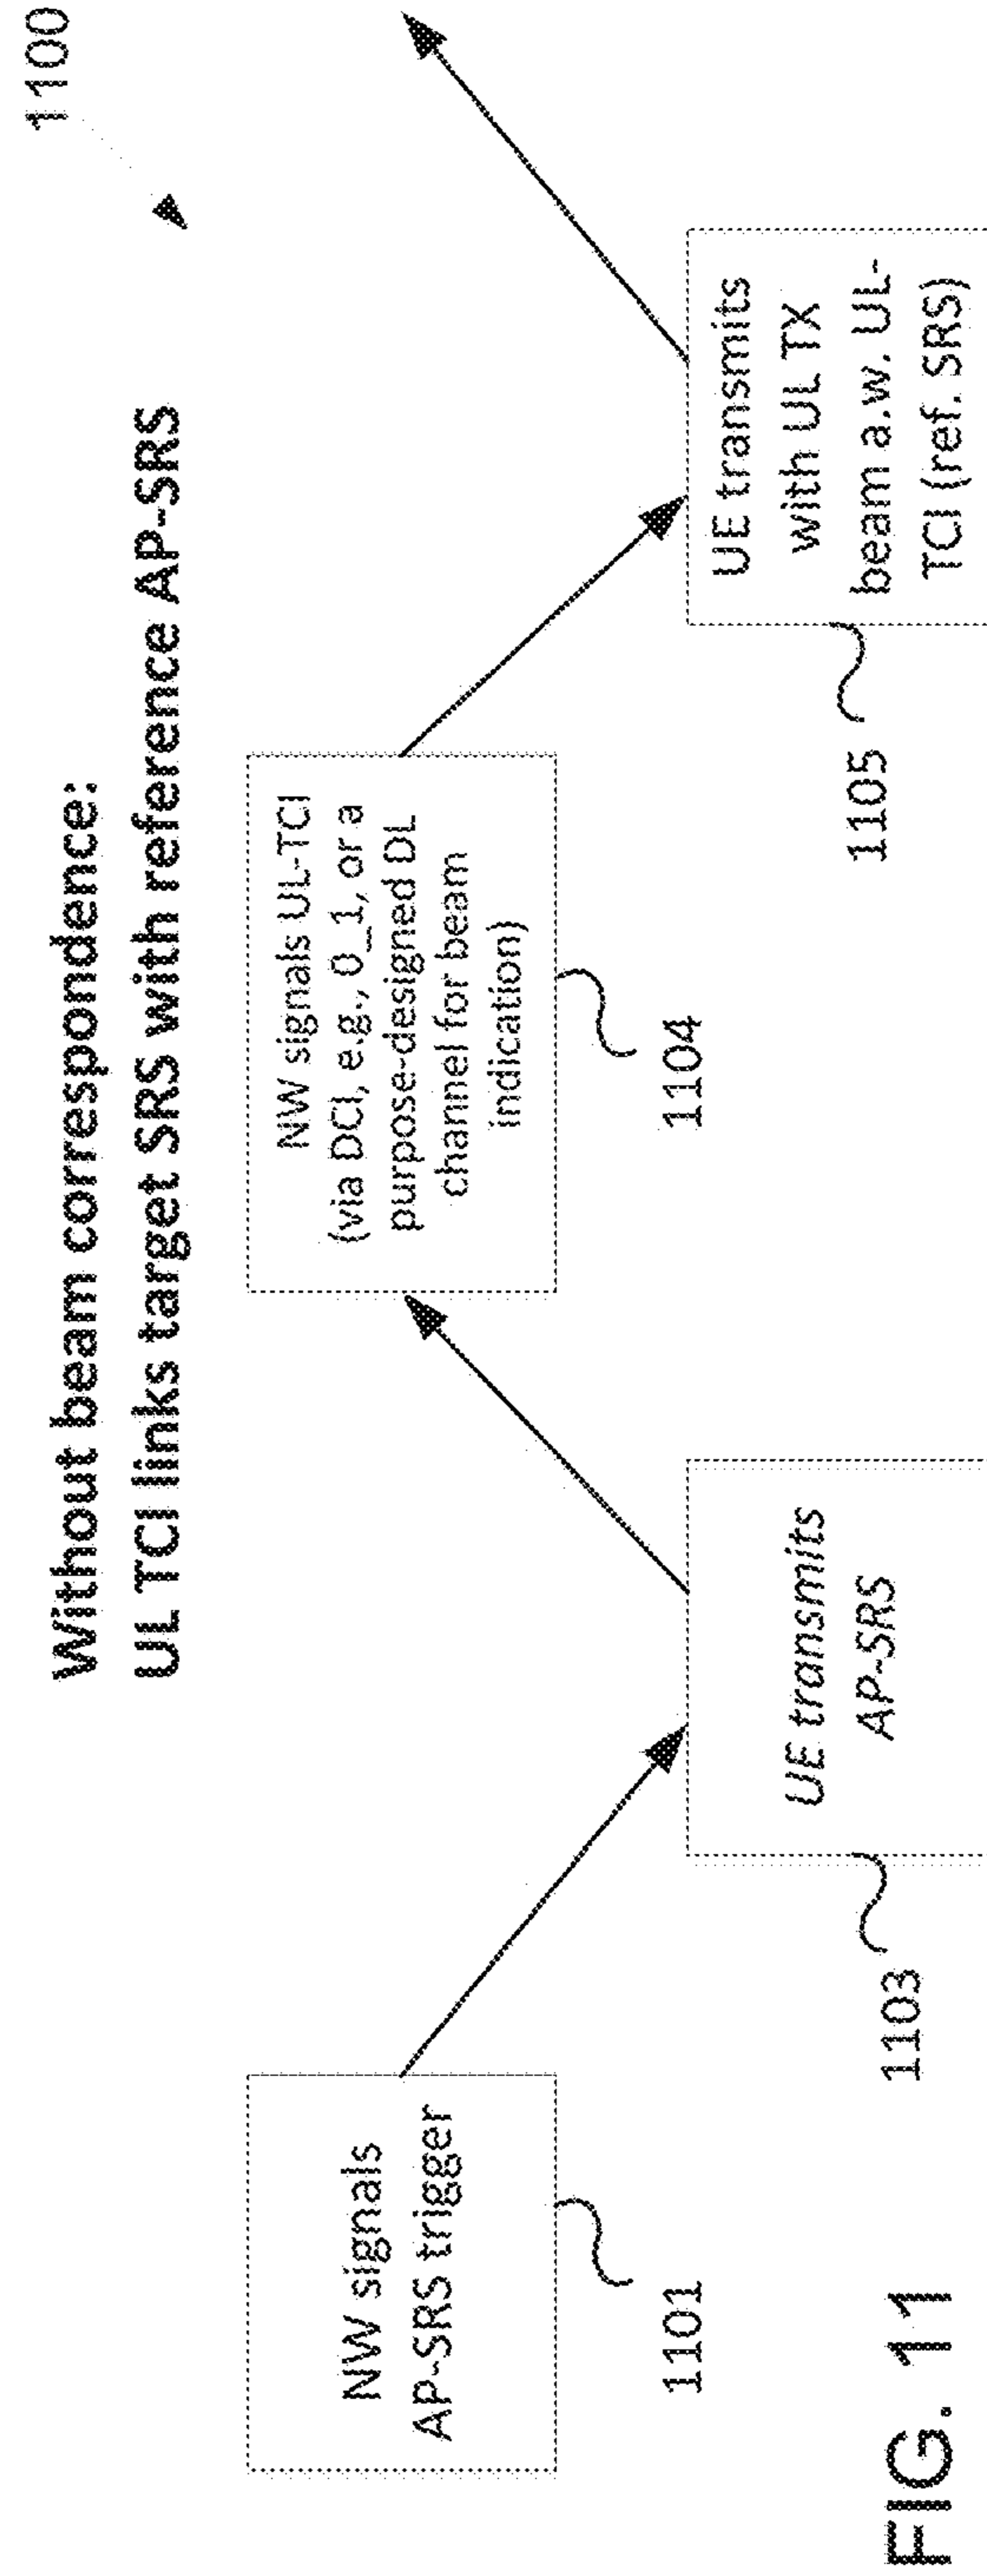 1100
Without beam correspondence:
UL TCI links target SRS with reference AP-SRS
NW signals
AP-SRS trigger
1101
UE transmits
AP-SRS
1103
NW signals UL-TCI
(via DCI, e.g., 0_1, or a
purpose-designed DL
channel for beam
indication)
1104
UE transmits
with UL TX
beam a.w. UL-
TCI (ref. SRS)
1105
FIG. 11